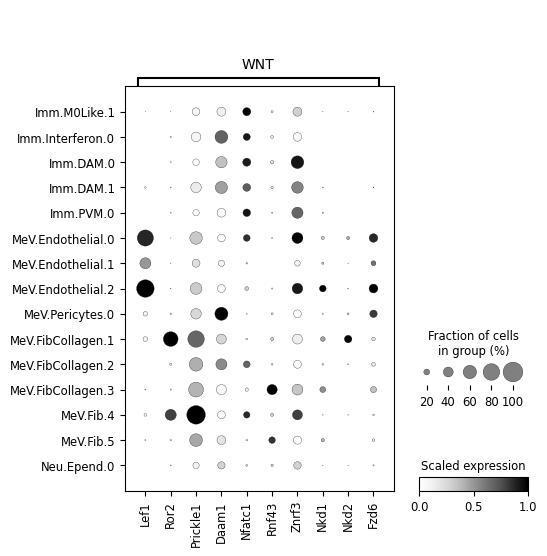 WNT
Imm.M0Like.1
Imm.Interferon.0
Imm.DAM.0
Imm.DAM.1
Imm.PVM.0
MeV.Endothelial.0
MeV.Endothelial.1
MeV.Endothelial.2
MeV.Pericytes.0
MeV.FibCollagen.1
MeV.FibCollagen.2
MeV.FibCollagen.3
MeV.Fib.4
MeV.Fib.5
Neu.Epend.0
Lef1
Ror2
Prickle1
Daam1
Nfatc1
Rnf43
Znrf3
Nkd1
Nkd2
Fzd6
Fraction of cells
in group (%)
20 40 60 80 100
Scaled expression
0.0 0.5 1.0